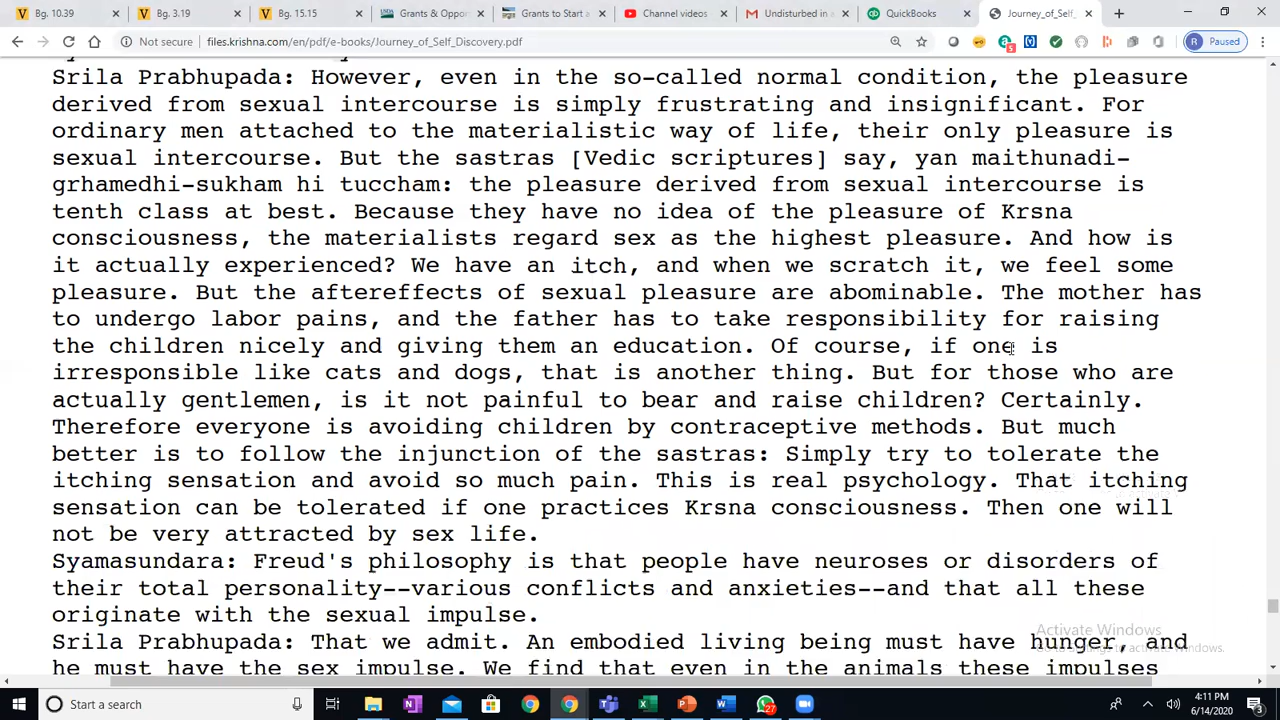 Bg. 10.39
Bg. 3.19
Bg. 15.15
Grants & Oppo
Grants to Start a
Channel videos
Undisturbed in a
QuickBooks
Journey_of_Self_
Not secure | files.krishna.com/en/pdf/e-books/Journey_of_Self_Discovery.pdf
5
R Paused
Srila Prabhupada: However, even in the so-called normal condition, the pleasure
derived from sexual intercourse is simply frustrating and insignificant. For
ordinary men attached to the materialistic way of life, their only pleasure is
sexual intercourse. But the sastras [Vedic scriptures] say, yan maithunadi-
grhamedhi-sukham hi tuccham: the pleasure derived from sexual intercourse is
tenth class at best. Because they have no idea of the pleasure of Krsna
consciousness, the materialists regard sex as the highest pleasure. And how is
it actually experienced? We have an itch, and when we scratch it, we feel some
pleasure. But the aftereffects of sexual pleasure are abominable. The mother has
to undergo labor pains, and the father has to take responsibility for raising
the children nicely and giving them an education. Of course, if one is
irresponsible like cats and dogs, that is another thing. But for those who are
actually gentlemen, is it not painful to bear and raise children? Certainly.
Therefore everyone is avoiding children by contraceptive methods. But much
better is to follow the injunction of the sastras: Simply try to tolerate the
itching sensation and avoid so much pain. This is real psychology. That itching
sensation can be tolerated if one practices Krsna consciousness. Then one will
not be very attracted by sex life.
Syamasundara: Freud's philosophy is that people have neuroses or disorders of
their total personality--various conflicts and anxieties--and that all these
originate with the sexual impulse.
Srila Prabhupada: That we admit. An embodied living being must have hunger, and
he must have the sex impulse. We find that even in the animals these impulses
Activate Windows
Go to Settings to activate Windows.
Start a search
27
4:11 PM
6/14/2020
3